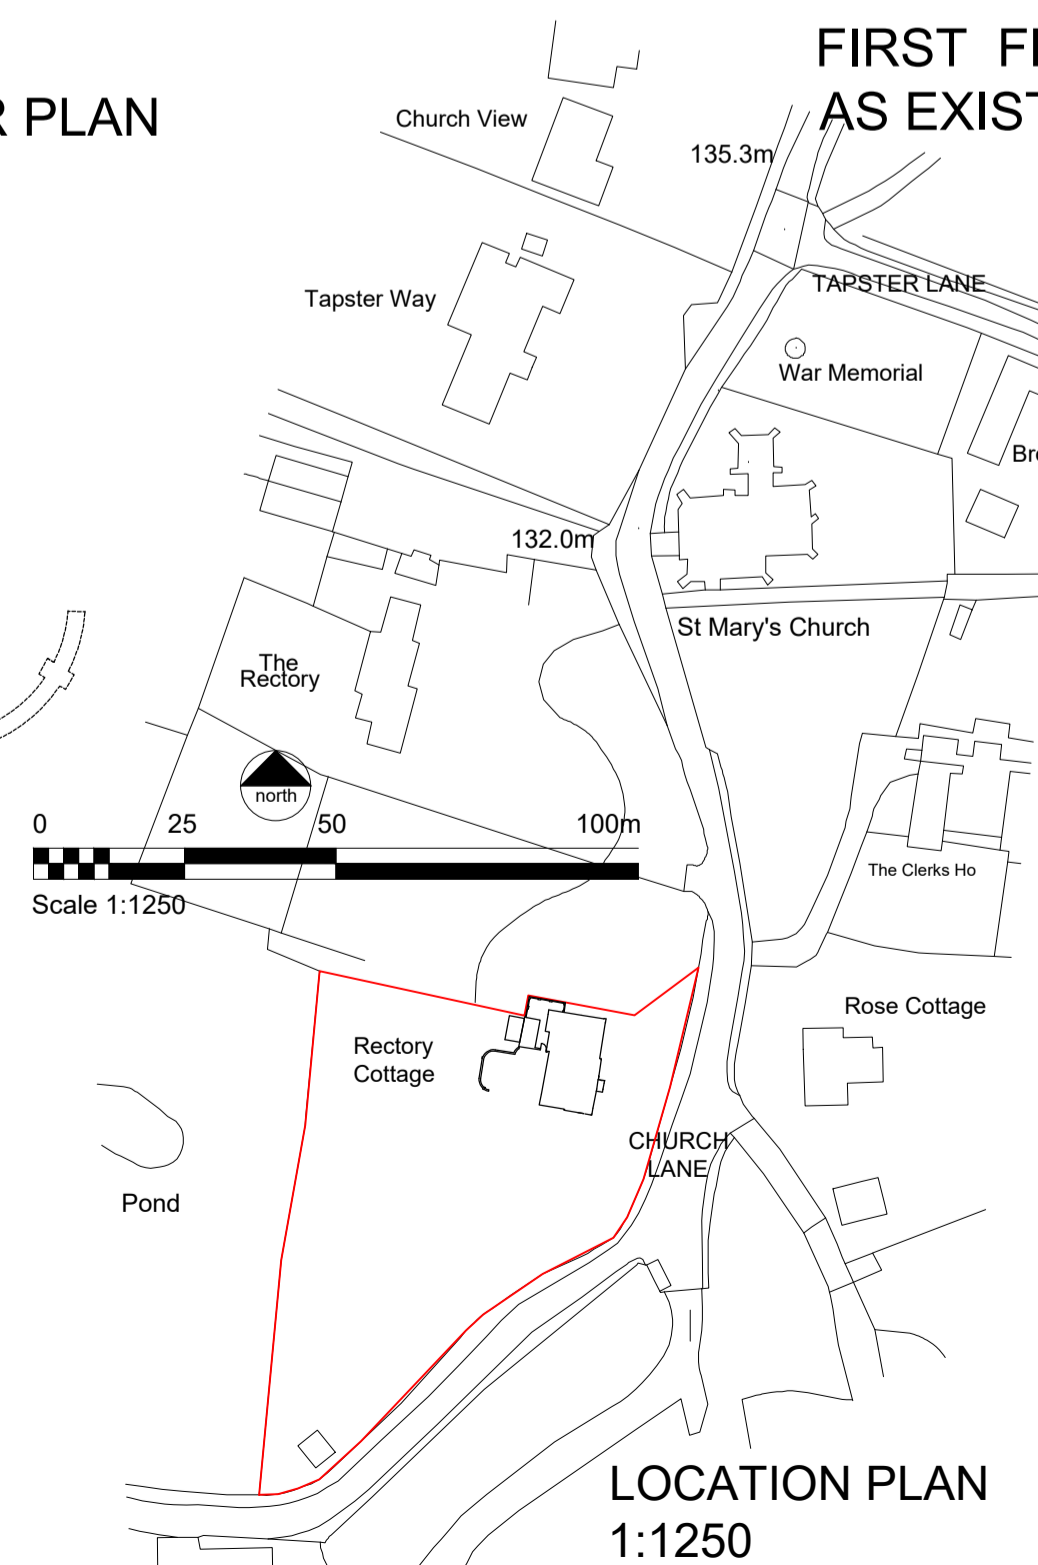 R PLAN
FIRST FL
AS EXIST
Church View
135.3m
TAPSTER LANE
Tapster Way
War Memorial
Bro
132.0m
St Mary's Church
The
Rectory
north
0 25 50 100m
Scale 1:1250
The Clerks Ho
Rose Cottage
Rectory
Cottage
CHURCH
LANE
Pond
LOCATION PLAN
1:1250